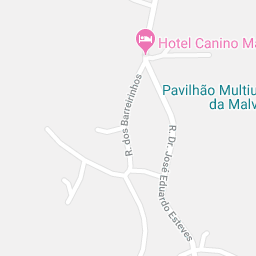 Hotel Canino Ma
Pavilhão Multiu
da Malv
R. dos Barreirinhos
R. Dr. José Eduardo Esteves